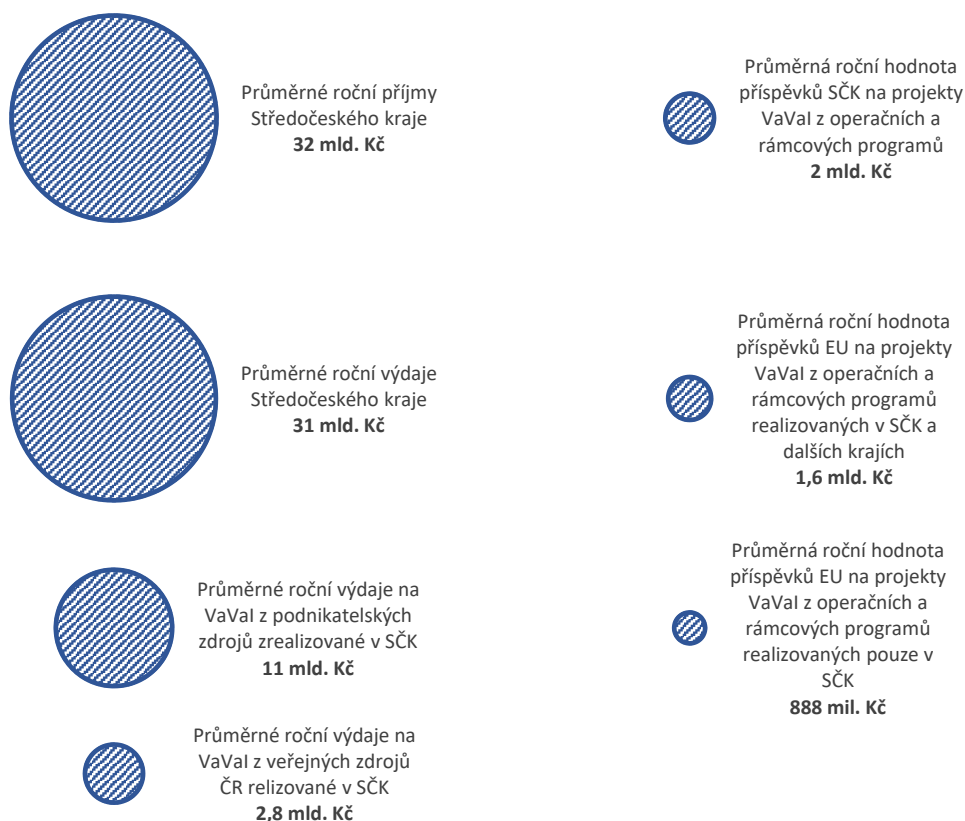 Průměrné roční příjmy
Středočeského kraje
32 mld. Kč
Průměrná roční hodnota
příspěvků SČK na projekty
VaVaI z operačních a
rámcových programů
2 mld. Kč
Průměrné roční výdaje
Středočeského kraje
31 mld. Kč
Průměrná roční hodnota
příspěvků EU na projekty
VaVaI z operačních a
rámcových programů
realizovaných v SČK a
dalších krajích
1,6 mld. Kč
Průměrné roční výdaje na
VaVaI z podnikatelských
zdrojů zrealizované v SČK
11 mld. Kč
Průměrná roční hodnota
příspěvků EU na projekty
VaVaI z operačních a
rámcových programů
realizovaných pouze v
SČK
888 mil. Kč
Průměrné roční výdaje na
VaVaI z veřejných zdrojů
ČR relizované v SČK
2,8 mld. Kč